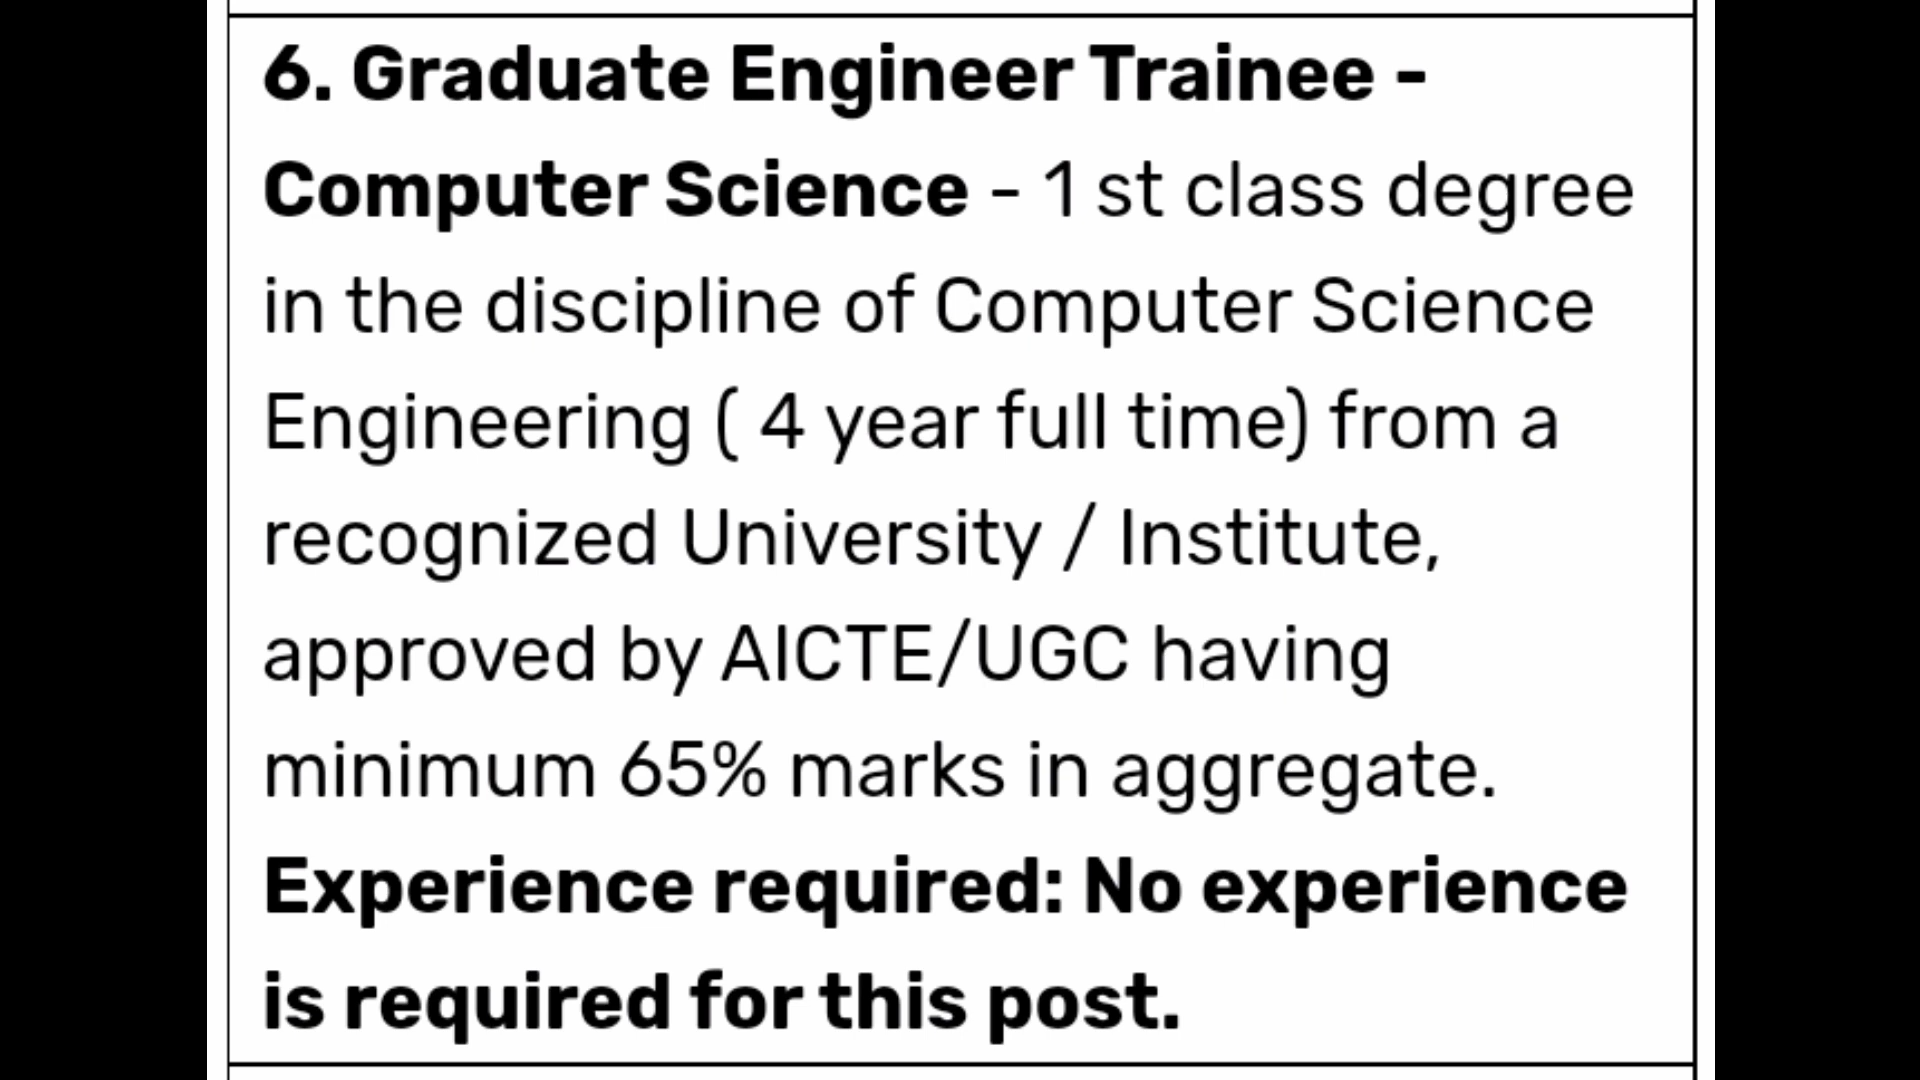 6. Graduate Engineer Trainee -
Computer Science - 1 st class degree
in the discipline of Computer Science
Engineering ( 4 year full time) from a
recognized University / Institute,
approved by AICTE/UGC having
minimum 65% marks in aggregate.
Experience required: No experience
is required for this post.